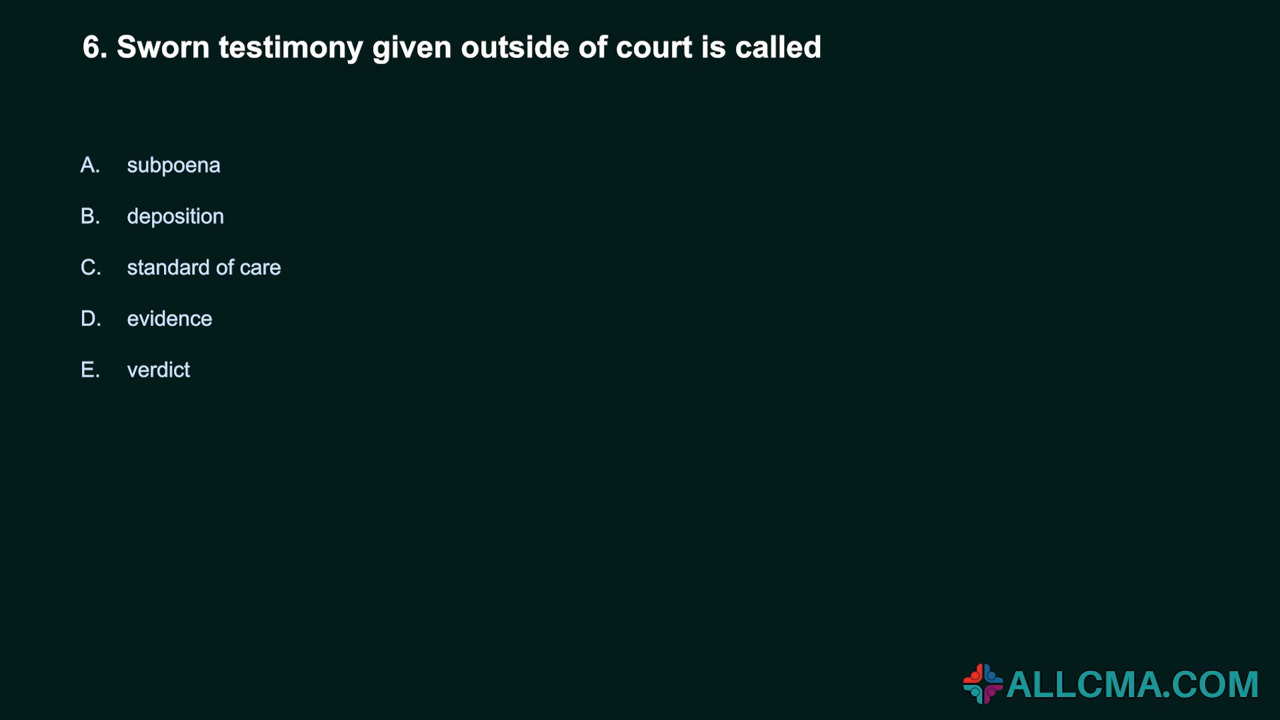 6. Sworn testimony given outside of court is called
A. subpoena
B. deposition
C. standard of care
D. evidence
E. verdict
ALLCMA.COM